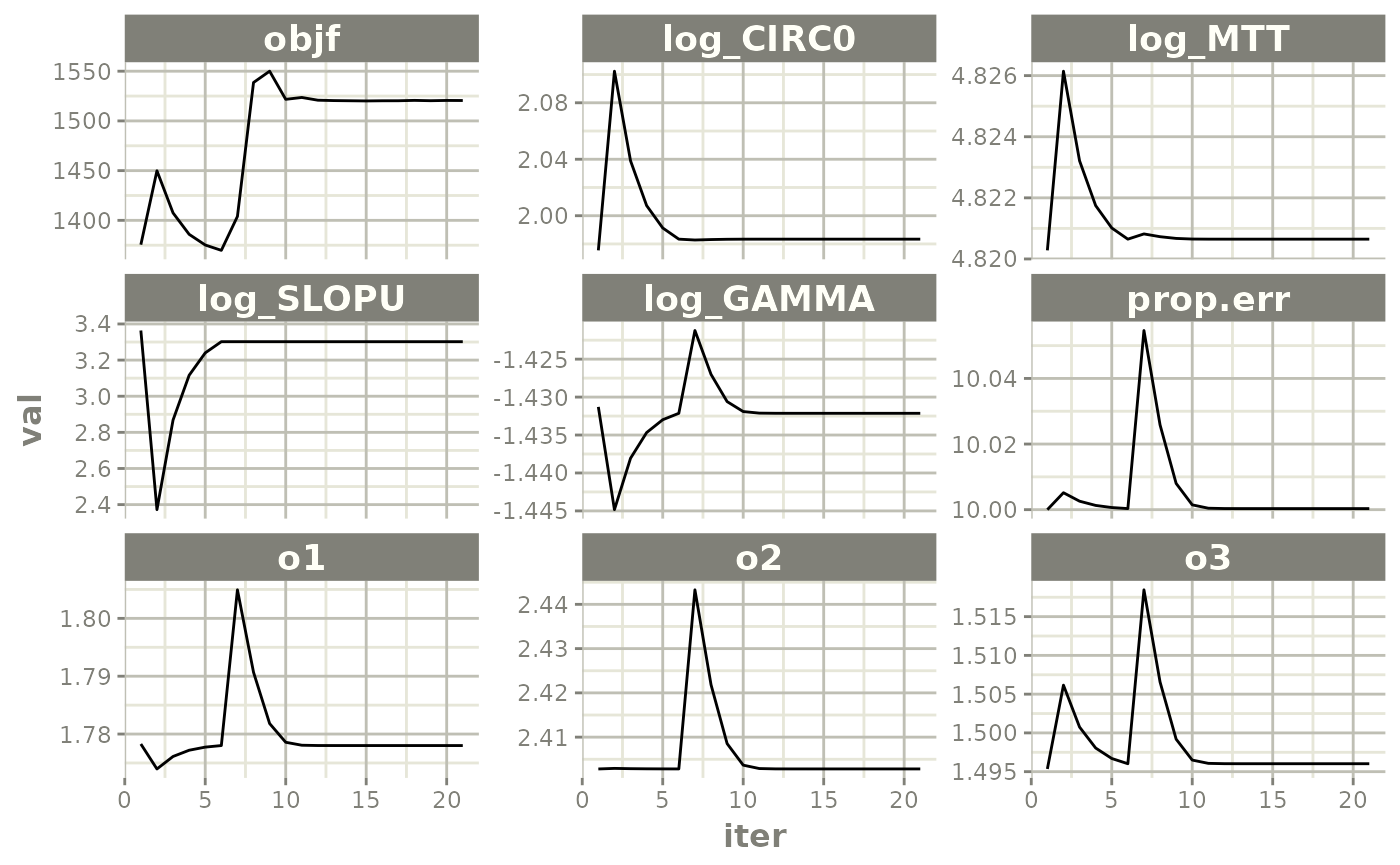 objf
log_CIRC0
log_MTT
1550
1500
1450
1400
2.08
2.04
2.00
4.826
4.824
4.822
4.820
log_SLOPU
log_GAMMA
prop.err
3.4
3.2
3.0
2.8
2.6
2.4
-1.425
-1.430
-1.435
-1.440
-1.445
10.04
10.02
10.00
val
o1
o2
o3
1.80
1.79
1.78
2.44
2.43
2.42
2.41
1.515
1.510
1.505
1.500
1.495
0 5 10 15 20
0 5 10 15 20
0 5 10 15 20
iter